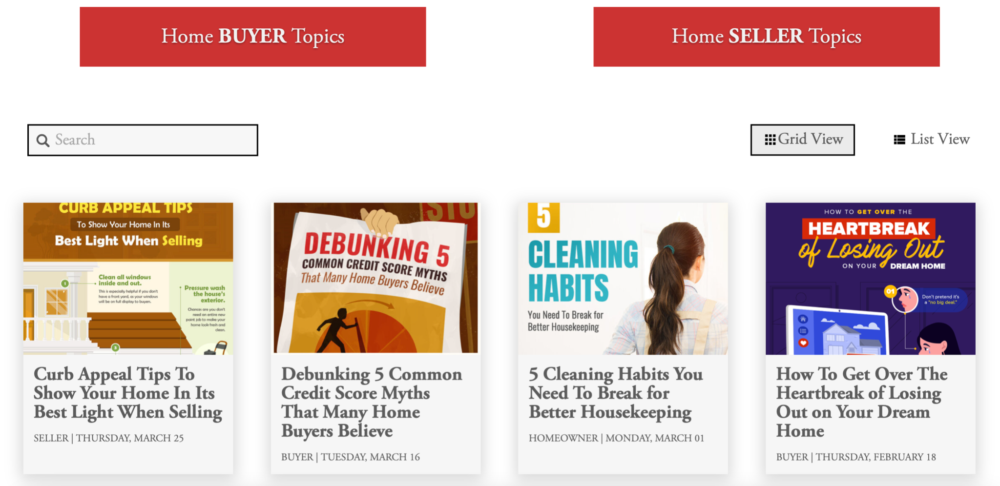 Home BUYER Topics
Home SELLER Topics
Search
Grid View
List View
CURB APPEAL TIPS
To Show Your Home In Its
Best Light When Selling
Clean all windows
inside and out.
This is especially helpful if you don't
have a front yard, as your windows
will be on full display to buyers.
Pressure wash
the house's
exterior.
Chances are you don't
need an entire new
paint job to make your
home look fresh and
clean.
1
3
Curb Appeal Tips To
Show Your Home In Its
Best Light When Selling
SELLER | THURSDAY, MARCH 25
STO
DEBUNKING 5
COMMON CREDIT SCORE MYTHS
That Many Home Buyers Believe
Debunking 5 Common
Credit Score Myths
That Many Home
Buyers Believe
BUYER | TUESDAY, MARCH 16
5
CLEANING
HABITS
You Need To Break for
Better Housekeeping
5 Cleaning Habits You
Need To Break for
Better Housekeeping
HOMEOWNER | MONDAY, MARCH 01
HOW TO GET OVER THE
HEARTBREAK
of Losing Out
ON YOUR DREAM HOME
01
Don't pretend it's
a "no big deal."
How To Get Over The
Heartbreak of Losing
Out on Your Dream
Home
BUYER | THURSDAY, FEBRUARY 18